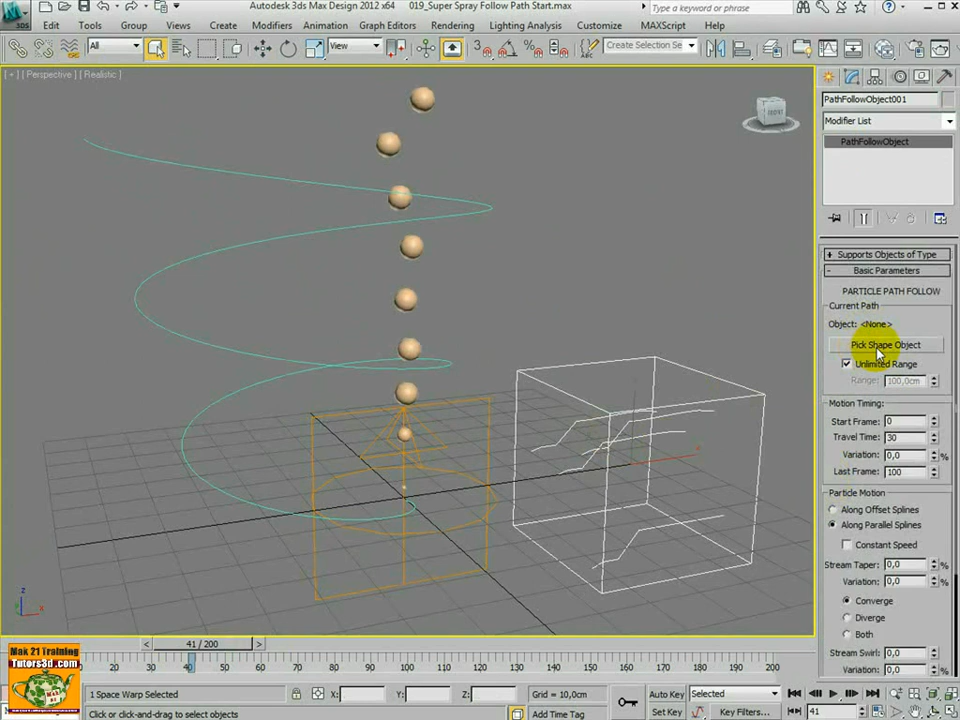 Autodesk 3ds Max Design 2012 x64
019_Super Spray Follow Path Start.max
Type a keyword or phrase
3DS
Edit
Tools
Group
Views
Create
Modifiers
Animation
Graph Editors
Rendering
Lighting Analysis
Customize
MAXScript
Help
All
View
Create Selection Se
[ + ] [ Perspective ] [ Realistic ]
FRONT
PathFollowObject001
Modifier List
PathFollowObject
+ Supports Objects of Type
- Basic Parameters
PARTICLE PATH FOLLOW
Current Path
Object: <None>
Pick Shape Object
Unlimited Range
Range: 100,0cm
Motion Timing:
Start Frame: 0
Travel Time: 30
Variation: 0,0 %
Last Frame: 100
Particle Motion
Along Offset Splines
Along Parallel Splines
Constant Speed
Stream Taper: 0,0 %
Variation: 0,0 %
Converge
Diverge
Both
Stream Swirl: 0,0
Variation: 0,0 %
z
x
y
< 41 / 200 >
20 30 40 50 60 70 80 90 100 110 120 130 140 150 160 170 180 190 200
Mak 21 Training
Tutors3d.com
1 Space Warp Selected
X:
Y:
Z:
Grid = 10,0cm
Auto Key
Selected
Click or click-and-drag to select objects
Add Time Tag
Set Key
Key Filters...
41